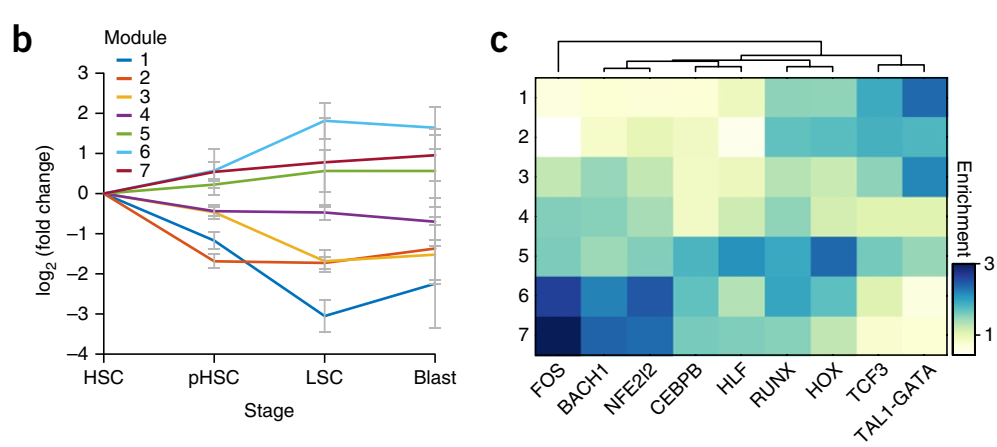 b
Module
1
2
3
4
5
6
7
3
2
1
0
–1
–2
–3
–4
log2 (fold change)
HSC
pHSC
LSC
Blast
Stage
c
1
2
3
4
5
6
7
FOS
BACH1
NFE2l2
CEBPB
HLF
RUNX
HOX
TCF3
TAL1-GATA
Enrichment
3
1